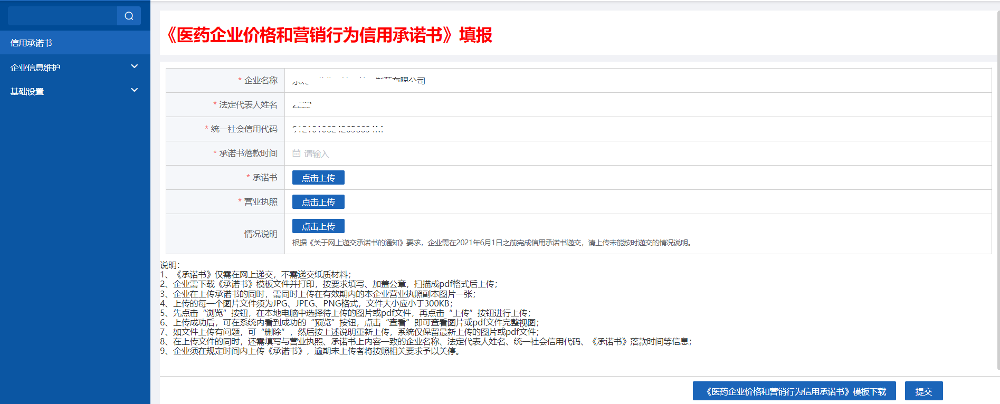 信用承诺书
企业信息维护
基础设置
《医药企业价格和营销行为信用承诺书》填报
* 企业名称
有限公司
* 法定代表人姓名
* 统一社会信用代码
* 承诺书落款时间 请输入
* 承诺书 点击上传
* 营业执照 点击上传
情况说明 点击上传
根据《关于网上递交承诺书的通知》要求，企业需在2021年6月1日之前完成信用承诺书递交，请上传未能按时递交的情况说明。
说明：
1、《承诺书》仅需在网上递交，不需递交纸质材料；
2、企业需下载《承诺书》模板文件并打印，按要求填写、加盖公章，扫描成pdf格式后上传；
3、企业在上传承诺书的同时，需同时上传在有效期内的本企业营业执照副本图片一张；
4、上传的每一个图片文件须为JPG、JPEG、PNG格式，文件大小应小于300KB；
5、先点击“浏览”按钮，在本地电脑中选择待上传的图片或pdf文件，再点击“上传”按钮进行上传；
6、上传成功后，可在系统内看到成功的“预览”按钮，点击“查看”即可查看图片或pdf文件完整视图；
7、如文件上传有问题，可“删除”，然后按上述说明重新上传，系统仅保留最新上传的图片或pdf文件；
8、在上传文件的同时，还需填写与营业执照、承诺书上内容一致的企业名称、法定代表人姓名、统一社会信用代码、《承诺书》落款时间等信息；
9、企业须在规定时间内上传《承诺书》，逾期未上传者将按照相关要求予以关停。
《医药企业价格和营销行为信用承诺书》模板下载 提交